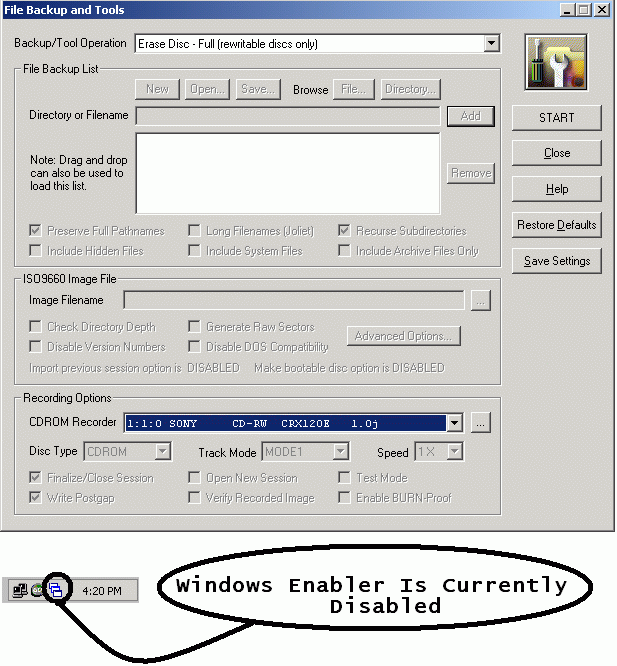 File Backup and Tools
Backup/Tool Operation Erase Disc - Full (rewritable discs only)
File Backup List
New Open... Save... Browse File... Directory...
Directory or Filename Add
Note: Drag and drop
can also be used to
load this list.
Remove
Preserve Full Pathnames Long Filenames (Joliet) Recurse Subdirectories
Include Hidden Files Include System Files Include Archive Files Only
START
Close
Help
Restore Defaults
Save Settings
ISO9660 Image File
Image Filename ...
Check Directory Depth Generate Raw Sectors
Advanced Options...
Disable Version Numbers Disable DOS Compatibility
Import previous session option is DISABLED Make bootable disc option is DISABLED
Recording Options
CDROM Recorder 1:1:0 SONY CD-RW CRX120E 1.0j ...
Disc Type CDROM Track Mode MODE1 Speed 1X
Finalize/Close Session Open New Session Test Mode
Write Postgap Verify Recorded Image Enable BURN-Proof
4:20 PM
Windows Enabler Is Currently
Disabled